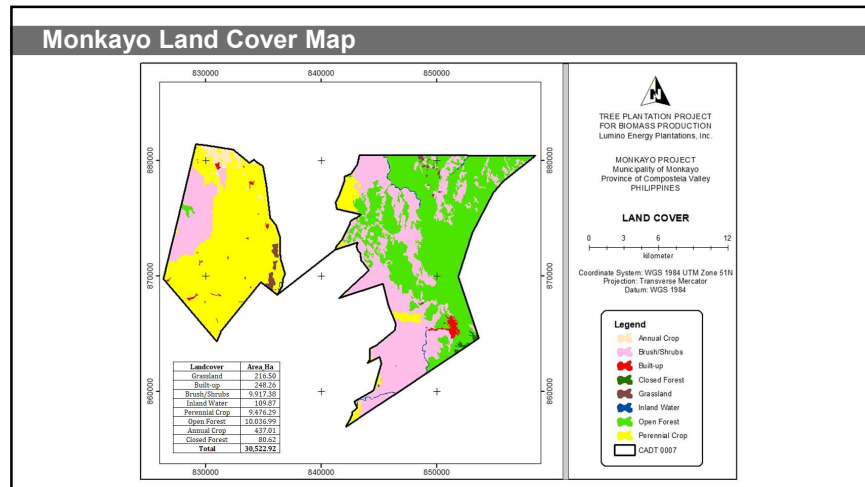 Monkayo Land Cover Map
830000 840000 850000
880000 880000
870000 870000
860000 860000
830000 840000 850000
Landcover Area_Ha
Grassland 216.50
Built-up 248.26
Brush/Shrubs 9,917.38
Inland Water 109.87
Perennial Crop 9,476.29
Open Forest 10,036.99
Annual Crop 437.01
Closed Forest 80.62
Total 30,522.92
N
TREE PLANTATION PROJECT
FOR BIOMASS PRODUCTION
Lumino Energy Plantations, Inc.
MONKAYO PROJECT
Municipality of Monkayo
Province of Compostela Valley
PHILIPPINES
LAND COVER
0 3 6 12
kilometer
Coordinate System: WGS 1984 UTM Zone 51N
Projection: Transverse Mercator
Datum: WGS 1984
Legend
Annual Crop
Brush/Shrubs
Built-up
Closed Forest
Grassland
Inland Water
Open Forest
Perennial Crop
CADT 0007